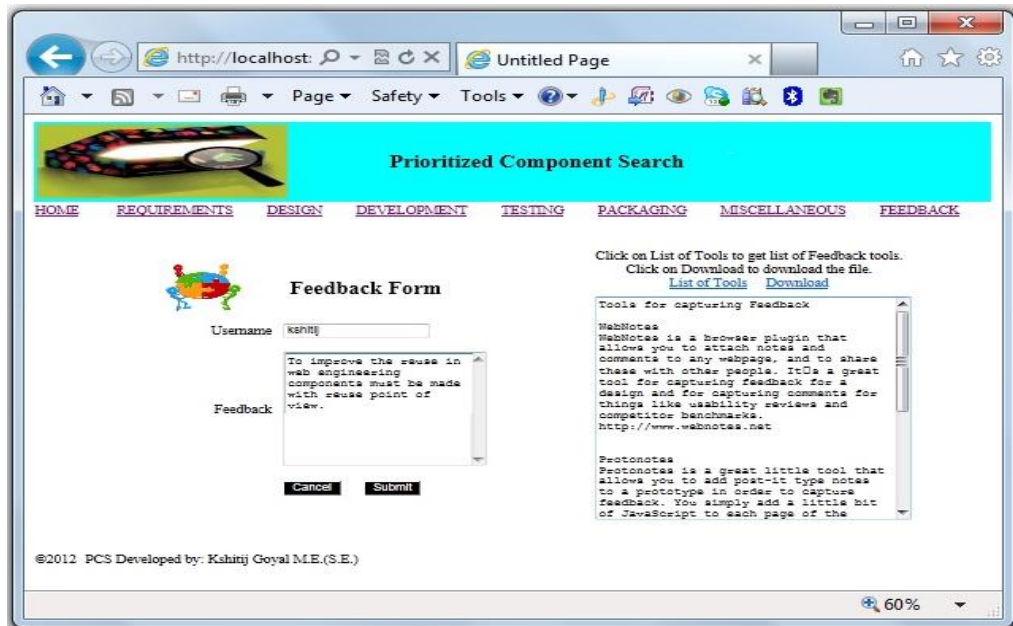 http://localhost:
Untitled Page
Page Safety Tools
Prioritized Component Search
HOME REQUIREMENTS DESIGN DEVELOPMENT TESTING PACKAGING MISCELLANEOUS FEEDBACK
Feedback Form
Username kshitij
Feedback
To improve the reuse in
web engineering
components must be made
with reuse point of
view.
Cancel Submit
Click on List of Tools to get list of Feedback tools.
Click on Download to download the file.
List of Tools Download
Tools for capturing Feedback
WebNotes
WebNotes is a browser plugin that
allows you to attach notes and
comments to any webpage, and to share
these with other people. It▯s a great
tool for capturing feedback for a
design and for capturing comments for
things like usability reviews and
competitor benchmarks.
http://www.webnotes.net
Protonotes
Protonotes is a great little tool that
allows you to add post-it type notes
to a prototype in order to capture
feedback. You simply add a little bit
of JavaScript to each page of the
©2012 PCS Developed by: Kshitij Goyal M.E.(S.E.)
60%